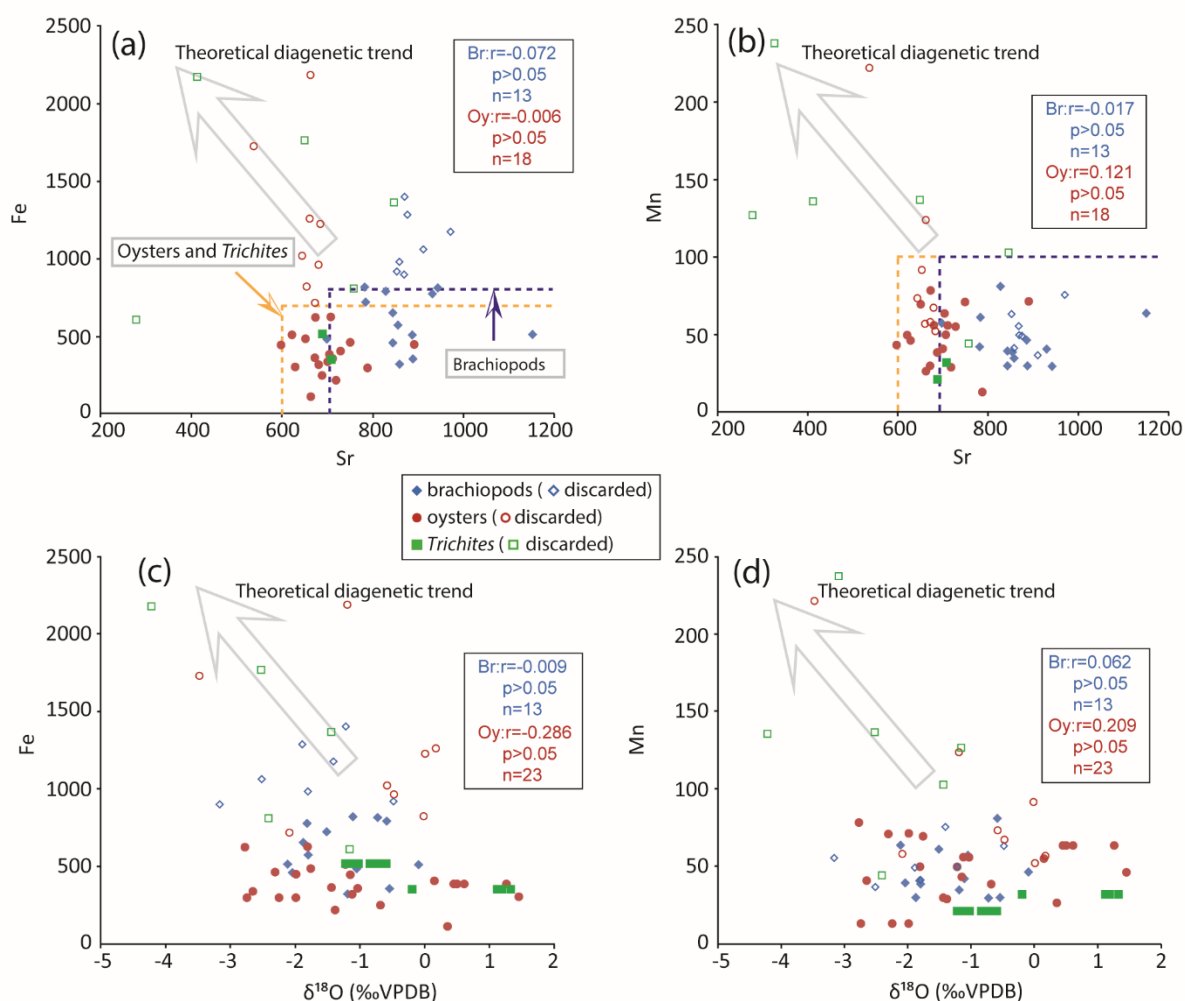 (a)
Theoretical diagenetic trend
Br:r=-0.072
p>0.05
n=13
Oy:r=-0.006
p>0.05
n=18
Oysters and Trichites
Brachiopods
Fe
2500
2000
1500
1000
500
0
200 400 600 800 1000 1200
Sr
(b)
Theoretical diagenetic trend
Br:r=-0.017
p>0.05
n=13
Oy:r=0.121
p>0.05
n=18
Mn
250
200
150
100
50
0
200 400 600 800 1000 1200
Sr
brachiopods ( discarded)
oysters ( discarded)
Trichites ( discarded)
(c)
Theoretical diagenetic trend
Br:r=-0.009
p>0.05
n=13
Oy:r=-0.286
p>0.05
n=23
Fe
2500
2000
1500
1000
500
0
-5 -4 -3 -2 -1 0 1 2
δ¹⁸O (‰VPDB)
(d)
Theoretical diagenetic trend
Br:r=0.062
p>0.05
n=13
Oy:r=0.209
p>0.05
n=23
Mn
250
200
150
100
50
0
-5 -4 -3 -2 -1 0 1 2
δ¹⁸O (‰VPDB)